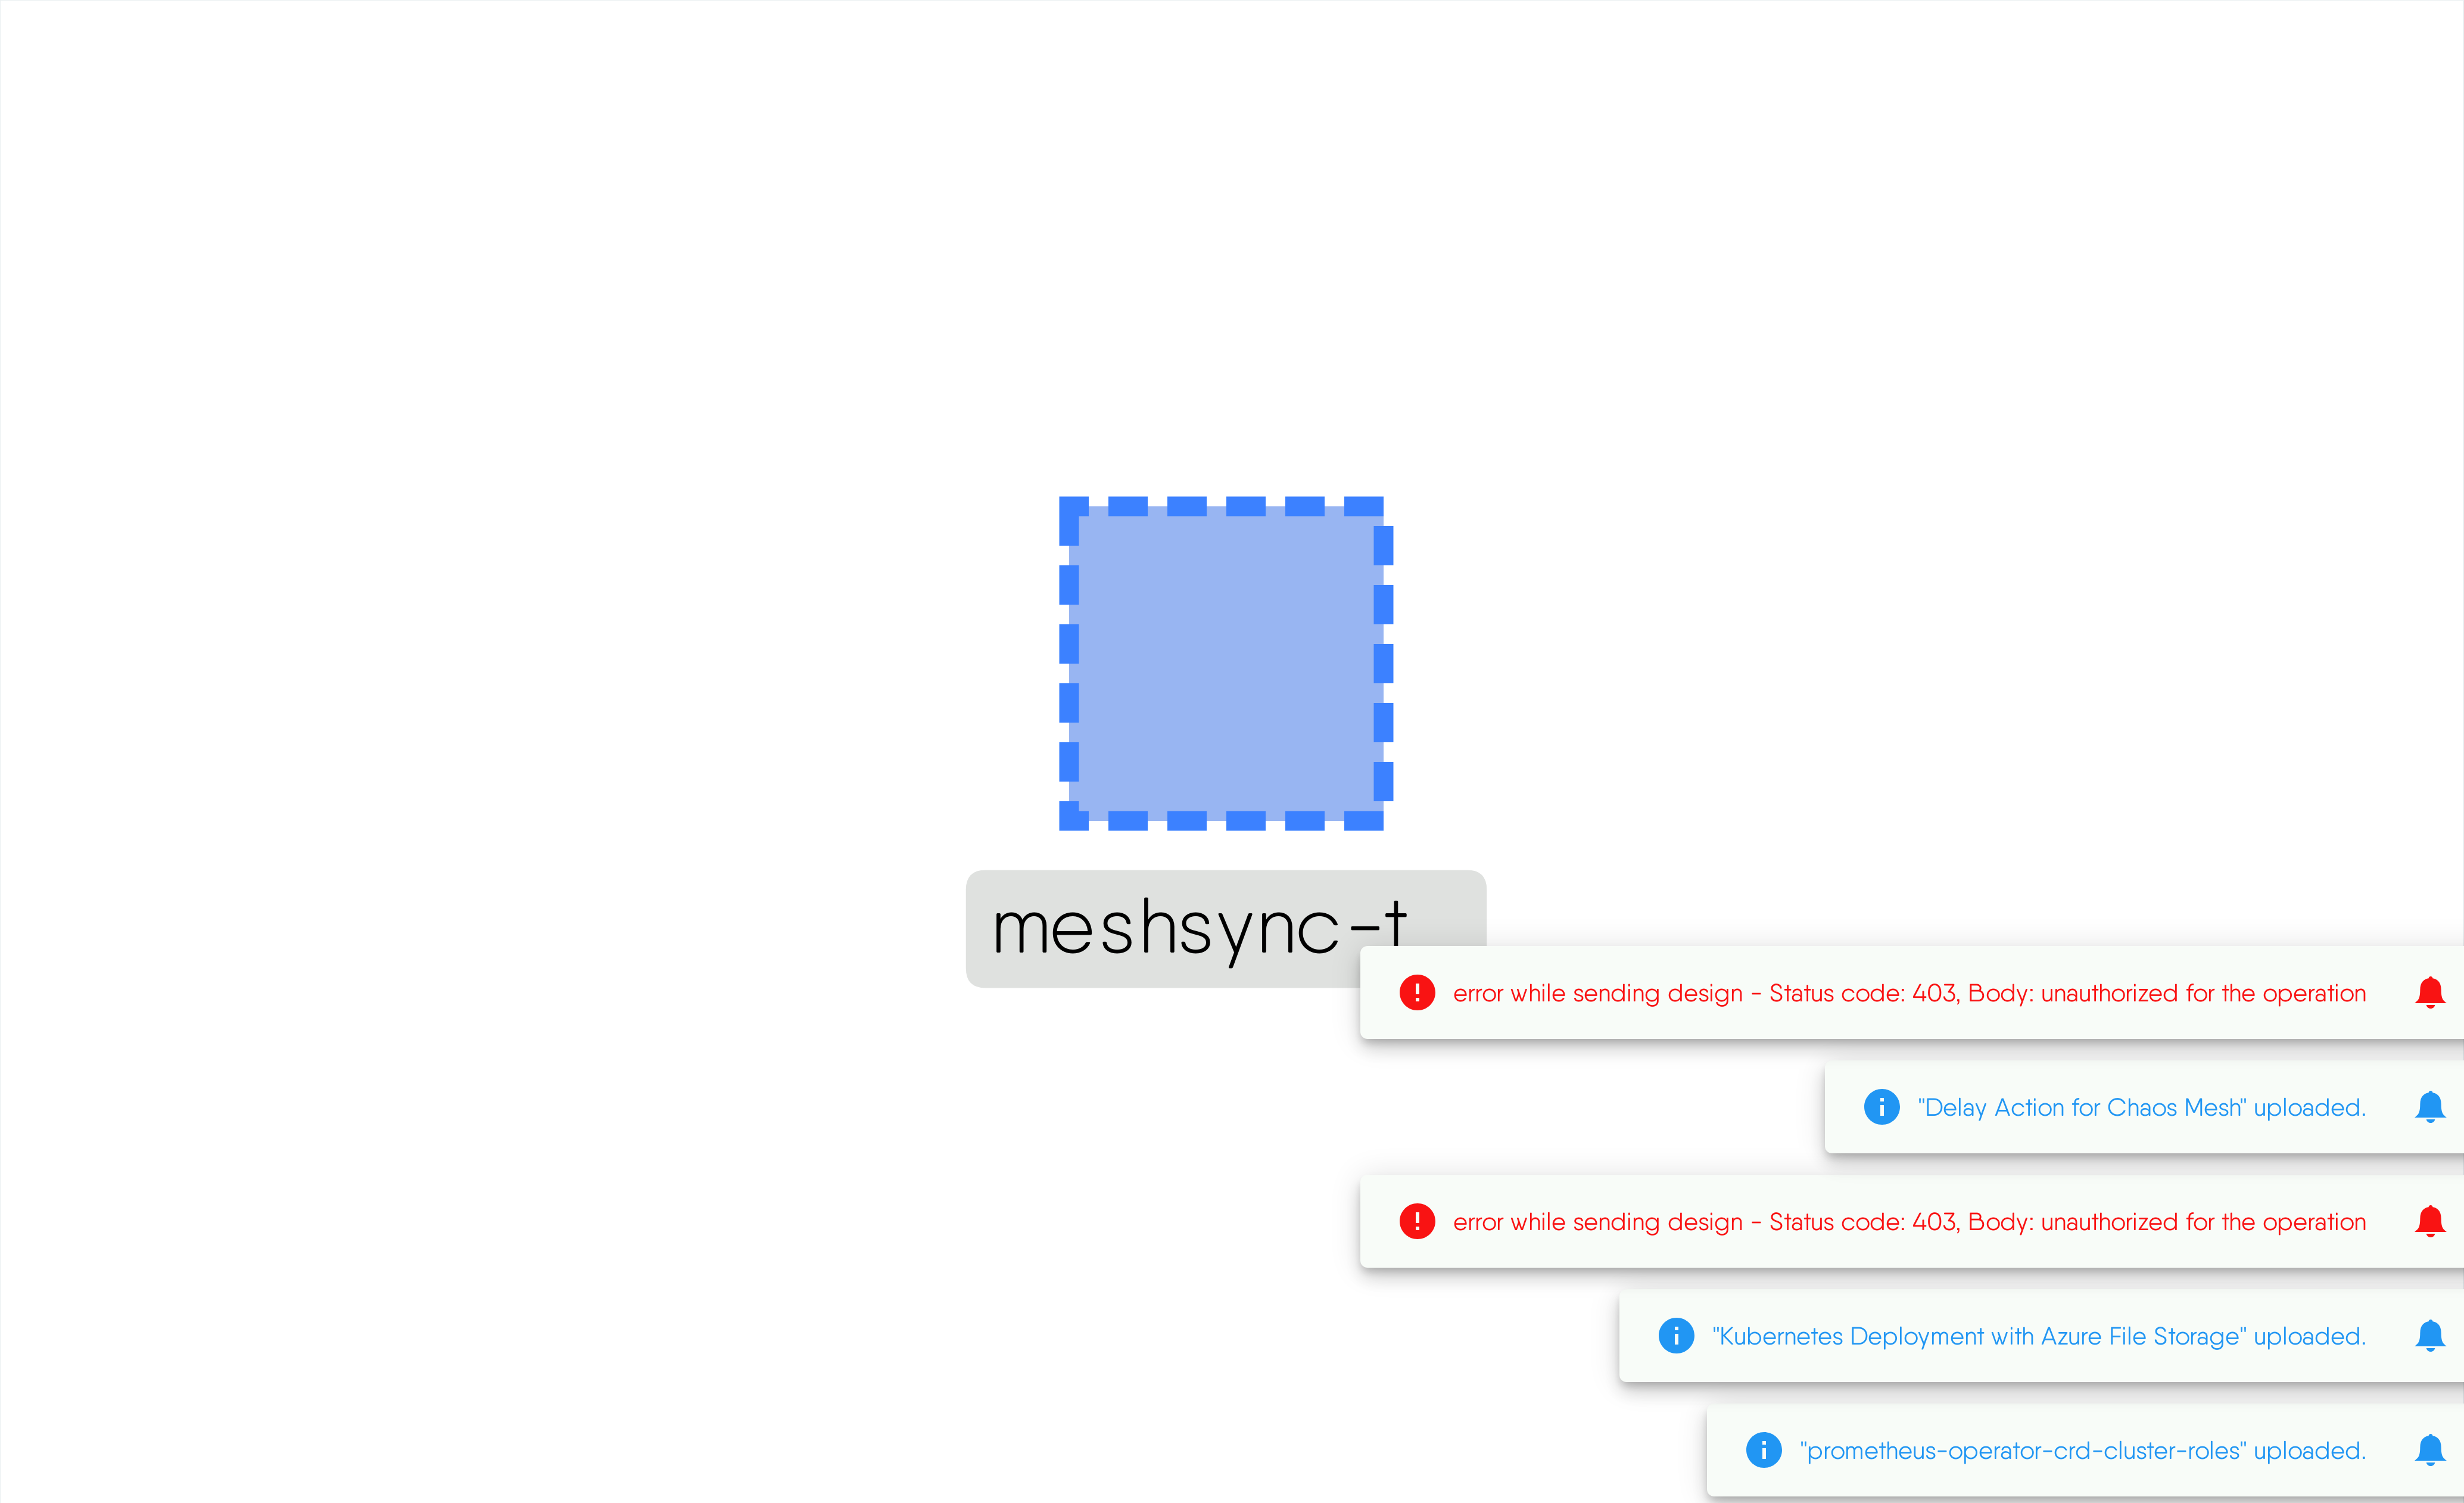 meshsync-t
error while sending design - Status code: 403, Body: unauthorized for the operation
"Delay Action for Chaos Mesh" uploaded.
error while sending design - Status code: 403, Body: unauthorized for the operation
"Kubernetes Deployment with Azure File Storage" uploaded.
"prometheus-operator-crd-cluster-roles" uploaded.